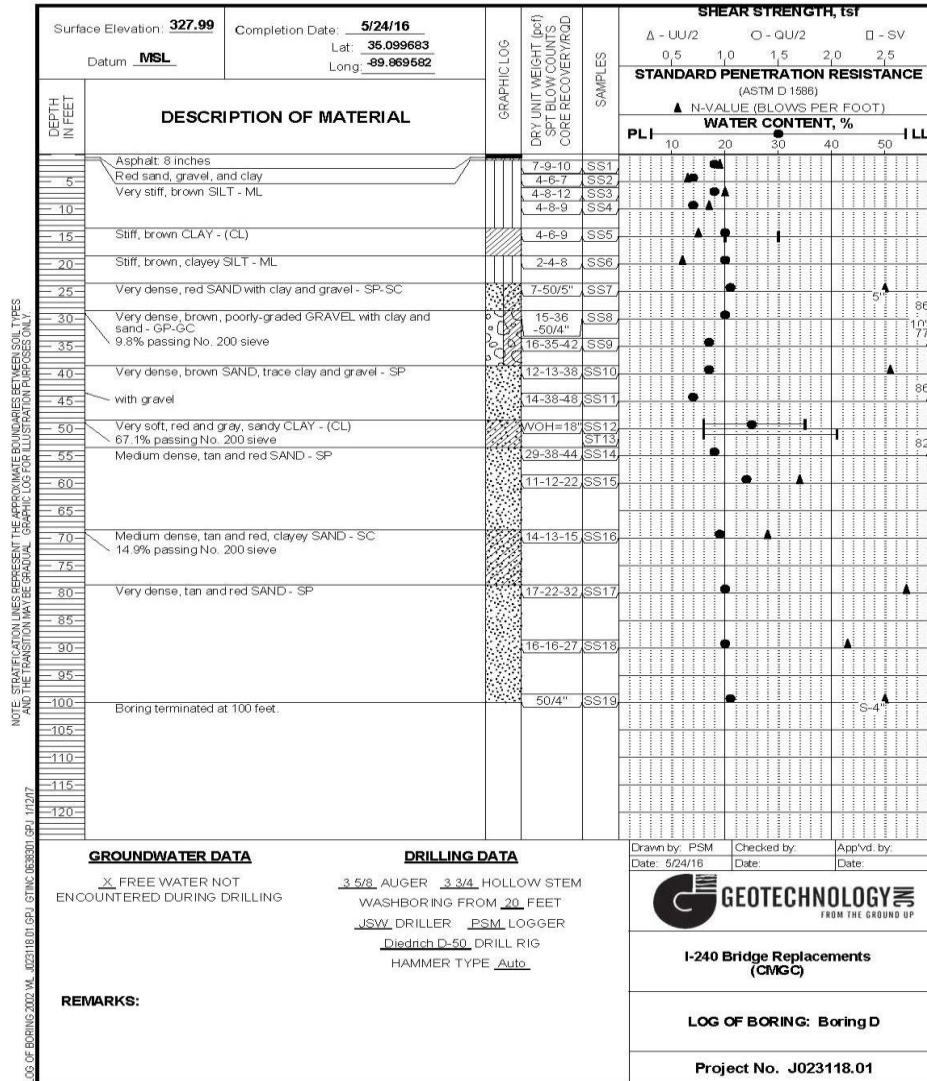 Surface Elevation: 327.99
Completion Date: 5/24/16
Lat: 35.099683
Datum MSL
Long: -89.869582
GRAPHIC LOG
DRY UNIT WEIGHT (pcf)
SPT BLOW COUNTS
CORE RECOVERY/RQD
SAMPLES
SHEAR STRENGTH, tsf
Δ - UU/2 O - QU/2 □ - SV
0,5 1,0 1,5 2,0 2,5
STANDARD PENETRATION RESISTANCE
(ASTM D 1586)
▲ N-VALUE (BLOWS PER FOOT)
WATER CONTENT, %
PL LL
10 20 30 40 50
DEPTH
IN FEET
DESCRIPTION OF MATERIAL
Asphalt: 8 inches
7-9-10 SS1
Red sand, gravel, and clay
5
4-6-7 SS2
Very stiff, brown SILT - ML
4-8-12 SS3
10
4-8-9 SS4
Stiff, brown CLAY - (CL)
15
4-6-9 SS5
Stiff, brown, clayey SILT - ML
20
2-4-8 SS6
Very dense, red SAND with clay and gravel - SP-SC
25
7-50/5" SS7
5"
86
Very dense, brown, poorly-graded GRAVEL with clay and
sand - GP-GC
30
15-36
-50/4"
SS8
10"
77
9.8% passing No. 200 sieve
35
16-35-42 SS9
Very dense, brown SAND, trace clay and gravel - SP
40
12-13-38 SS10
86
with gravel
45
14-38-48 SS11
Very soft, red and gray, sandy CLAY - (CL)
50
WOH=18" SS12
67.1% passing No. 200 sieve
ST13
82
Medium dense, tan and red SAND - SP
55
29-38-44 SS14
60
11-12-22 SS15
65
Medium dense, tan and red, clayey SAND - SC
70
14-13-15 SS16
14.9% passing No. 200 sieve
75
Very dense, tan and red SAND - SP
80
17-22-32 SS17
85
90
16-16-27 SS18
95
100
50/4" SS19
S-4"
Boring terminated at 100 feet.
105
110
115
120
NOTE: STRATIFICATION LINES REPRESENT THE APPROXIMATE BOUNDARIES BETWEEN SOIL TYPES
AND THE TRANSITION MAY BE GRADUAL. GRAPHIC LOG FOR ILLUSTRATION PURPOSES ONLY.
LOG OF BORING 2002 WL J023118.01.GPJ GTINC 0638301.GPJ 1/12/17
GROUNDWATER DATA
X FREE WATER NOT
ENCOUNTERED DURING DRILLING
DRILLING DATA
3 5/8 AUGER 3 3/4 HOLLOW STEM
WASHBORING FROM 20 FEET
JSW DRILLER PSM LOGGER
Diedrich D-50 DRILL RIG
HAMMER TYPE Auto
REMARKS:
Drawn by: PSM Checked by: App'vd. by:
Date: 5/24/16 Date: Date:
GEOTECHNOLOGY INC
FROM THE GROUND UP
I-240 Bridge Replacements
(CMGC)
LOG OF BORING: Boring D
Project No. J023118.01